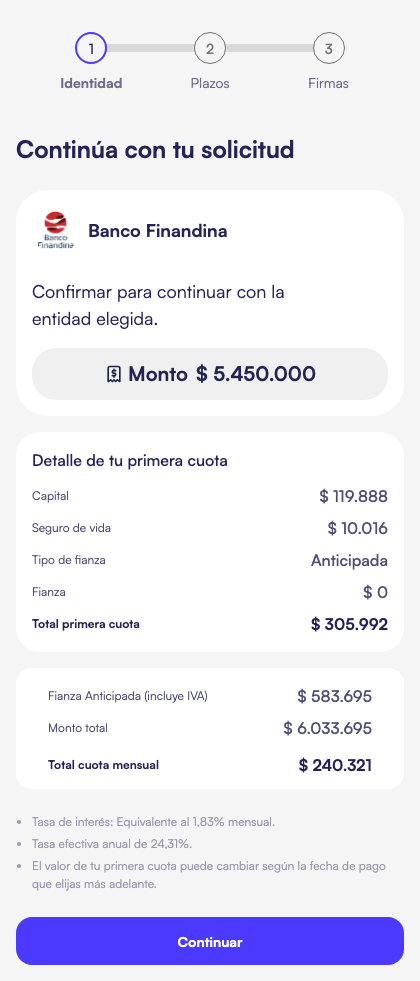 1
2
3
Identidad
Plazos
Firmas
Continúa con tu solicitud
Banco
Finandina
Banco Finandina
Confirmar para continuar con la
entidad elegida.
$ Monto $ 5.450.000
Detalle de tu primera cuota
Capital $ 119.888
Seguro de vida $ 10.016
Tipo de fianza Anticipada
Fianza $ 0
Total primera cuota $ 305.992
Fianza Anticipada (incluye IVA) $ 583.695
Monto total $ 6.033.695
Total cuota mensual $ 240.321
• Tasa de interés: Equivalente al 1,83% mensual.
• Tasa efectiva anual de 24,31%.
• El valor de tu primera cuota puede cambiar según la fecha de pago
que elijas más adelante.
Continuar